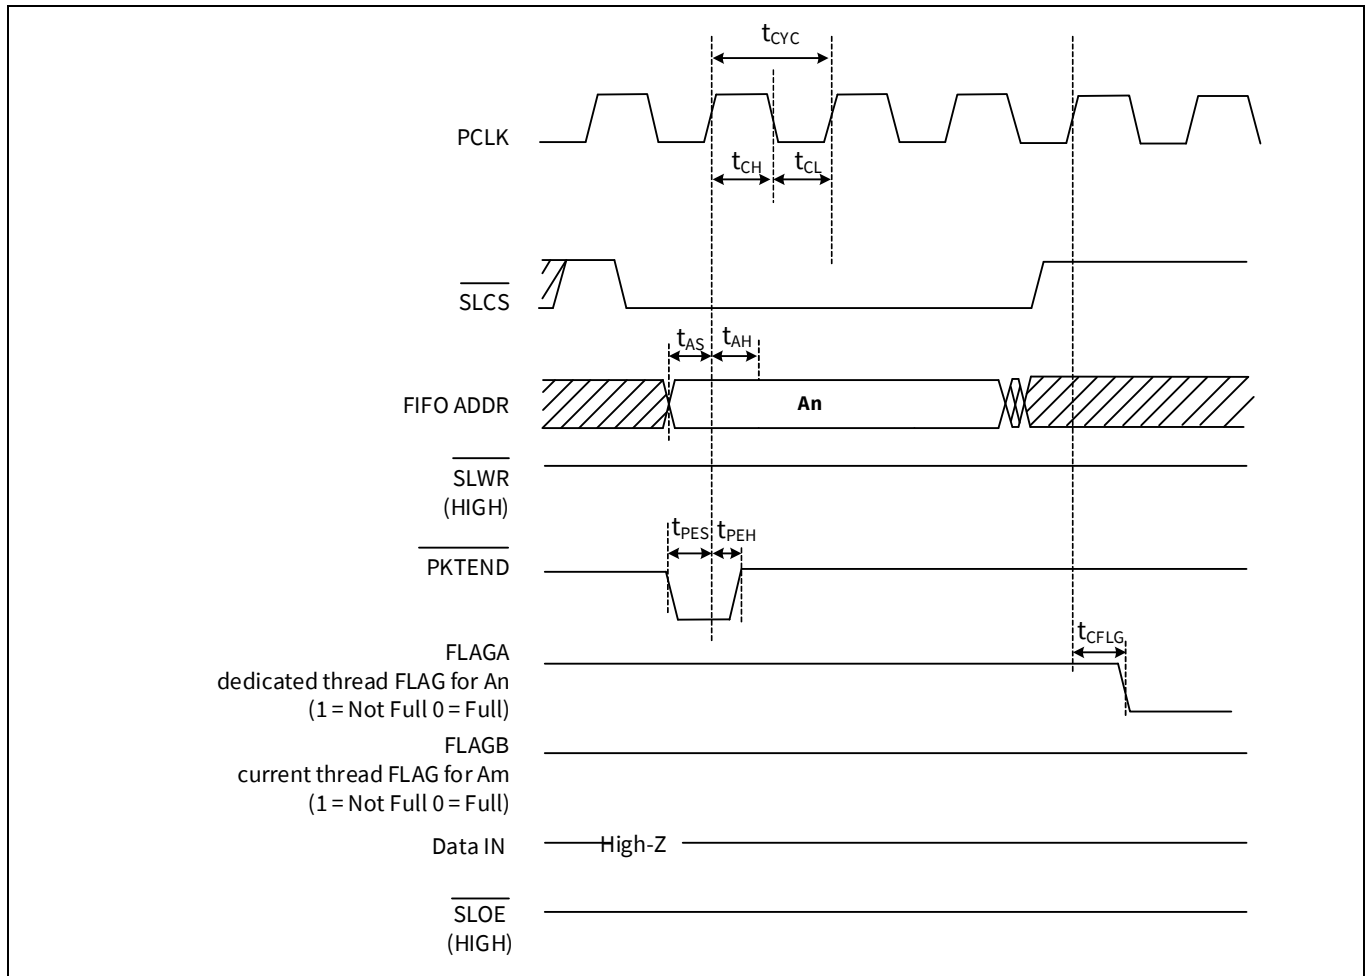 tCYC
PCLK
tCH tCL
SLCS
tAS tAH
FIFO ADDR An
SLWR
(HIGH)
tPES tPEH
PKTEND
tCFLG
FLAGA
dedicated thread FLAG for An
(1 = Not Full 0 = Full)
FLAGB
current thread FLAG for Am
(1 = Not Full 0 = Full)
Data IN High-Z
SLOE
(HIGH)